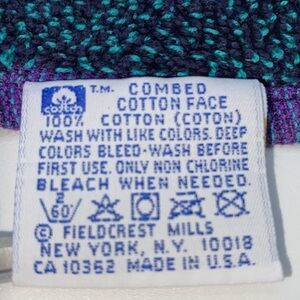 T.M. COMBED
cotton COTTON FACE
100% COTTON (COTON)
WASH WITH LIKE COLORS. DEEP
COLORS BLEED-WASH BEFORE
FIRST USE. ONLY NON CHLORINE
BLEACH WHEN NEEDED.
2
60
© FIELDCREST MILLS
NEW YORK, N.Y. 10018
CA 10362 MADE IN U.S.A.